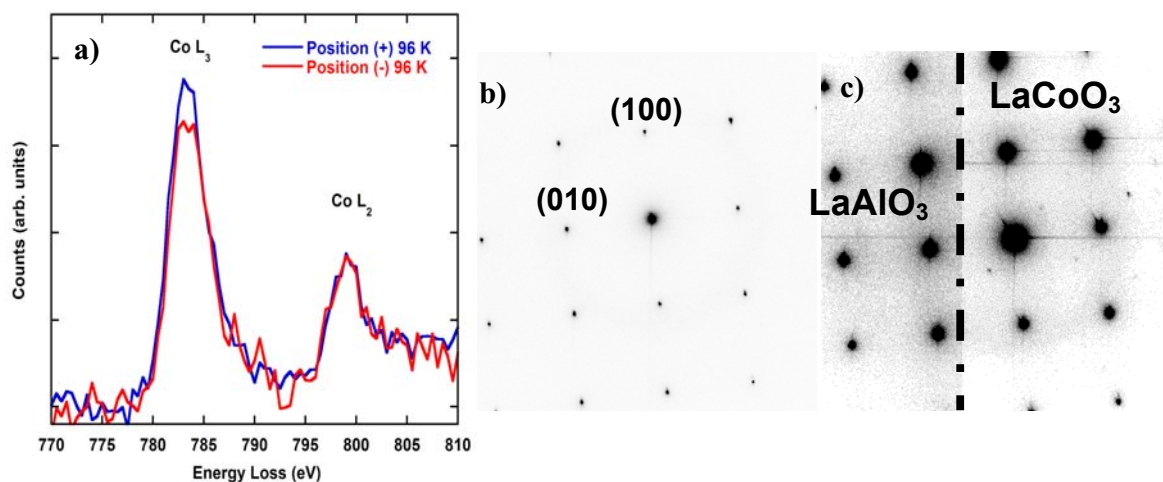 a)
Co L3
Position (+) 96 K
Position (-) 96 K
Co L2
Counts (arb. units)
770 775 780 785 790 795 800 805 810
Energy Loss (eV)
b)
(100)
(010)
c)
LaCoO3
LaAlO3